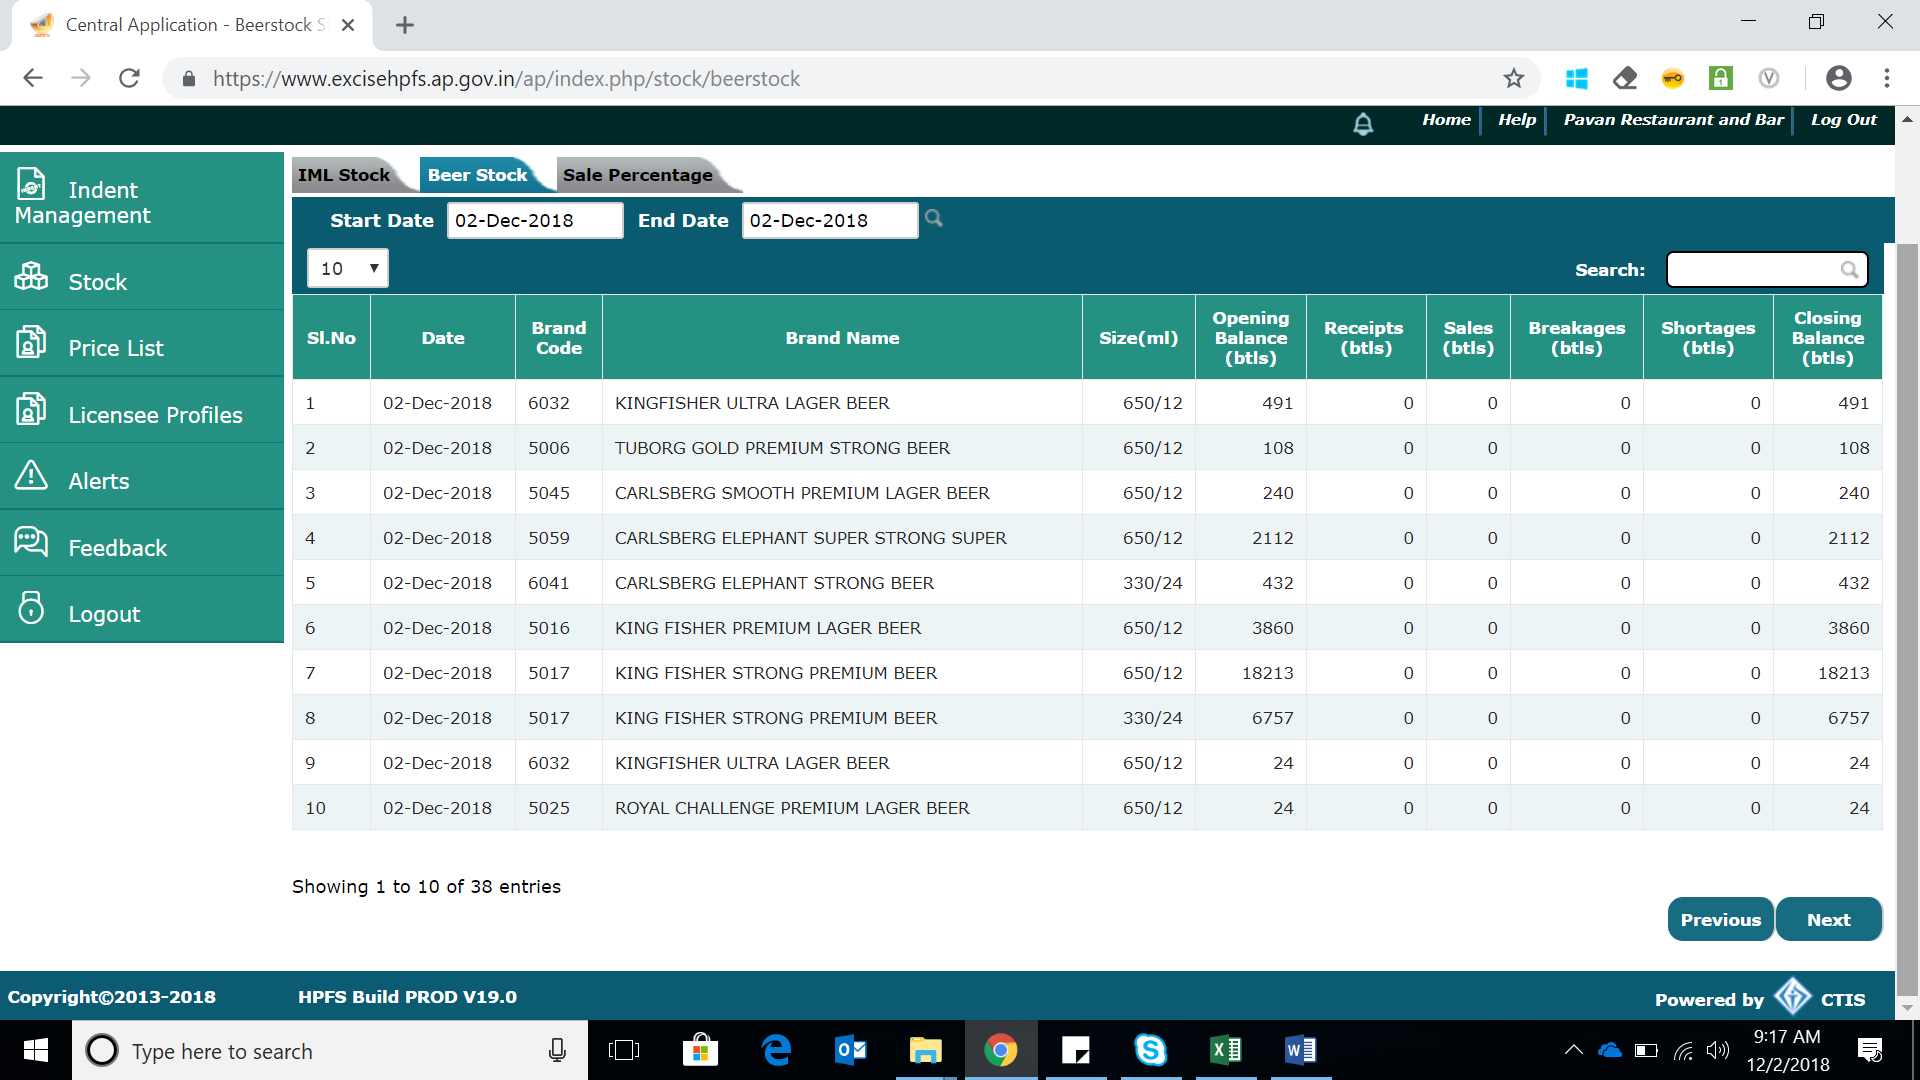 Central Application - Beerstock S
https://www.excisehpfs.ap.gov.in/ap/index.php/stock/beerstock
Home Help Pavan Restaurant and Bar Log Out
Indent Management
Stock
Price List
Licensee Profiles
Alerts
Feedback
Logout
IML Stock Beer Stock Sale Percentage
Start Date 02-Dec-2018 End Date 02-Dec-2018
10 Search:
Sl.No Date Brand Code Brand Name Size(ml) Opening Balance (btls) Receipts (btls) Sales (btls) Breakages (btls) Shortages (btls) Closing Balance (btls)
1 02-Dec-2018 6032 KINGFISHER ULTRA LAGER BEER 650/12 491 0 0 0 0 491
2 02-Dec-2018 5006 TUBORG GOLD PREMIUM STRONG BEER 650/12 108 0 0 0 0 108
3 02-Dec-2018 5045 CARLSBERG SMOOTH PREMIUM LAGER BEER 650/12 240 0 0 0 0 240
4 02-Dec-2018 5059 CARLSBERG ELEPHANT SUPER STRONG SUPER 650/12 2112 0 0 0 0 2112
5 02-Dec-2018 6041 CARLSBERG ELEPHANT STRONG BEER 330/24 432 0 0 0 0 432
6 02-Dec-2018 5016 KING FISHER PREMIUM LAGER BEER 650/12 3860 0 0 0 0 3860
7 02-Dec-2018 5017 KING FISHER STRONG PREMIUM BEER 650/12 18213 0 0 0 0 18213
8 02-Dec-2018 5017 KING FISHER STRONG PREMIUM BEER 330/24 6757 0 0 0 0 6757
9 02-Dec-2018 6032 KINGFISHER ULTRA LAGER BEER 650/12 24 0 0 0 0 24
10 02-Dec-2018 5025 ROYAL CHALLENGE PREMIUM LAGER BEER 650/12 24 0 0 0 0 24
Showing 1 to 10 of 38 entries
Previous Next
Copyright©2013-2018 HPFS Build PROD V19.0 Powered by CTIS
Type here to search
9:17 AM
12/2/2018